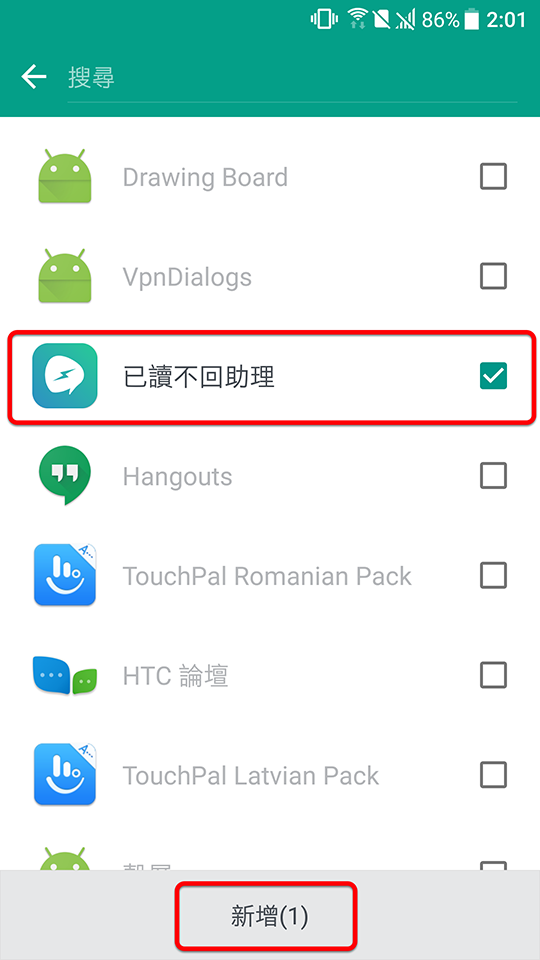 86% 2:01
搜尋
Drawing Board
VpnDialogs
已讀不回助理
Hangouts
TouchPal Romanian Pack
HTC 論壇
TouchPal Latvian Pack
新增(1)